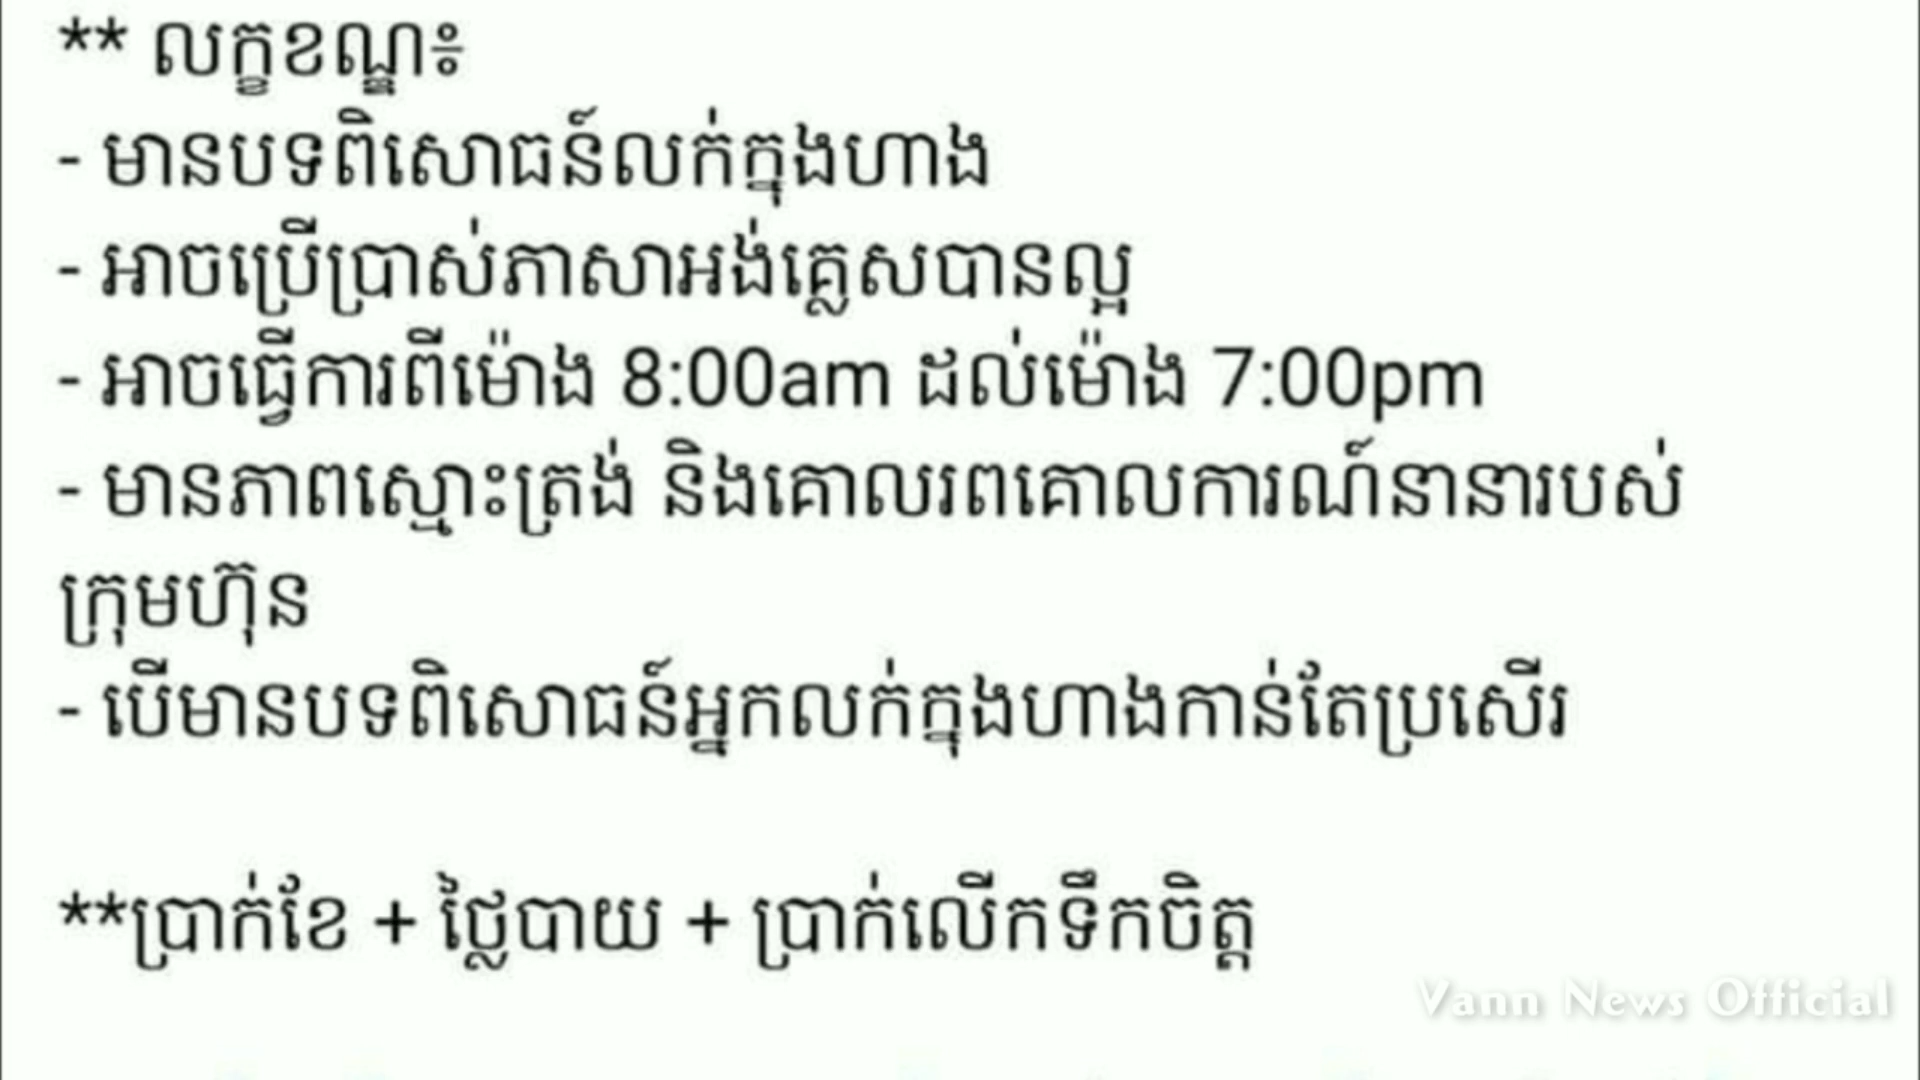 ** លក្ខខណ្ឌ៖
- មានបទពិសោធន៍លក់ក្នុងហាង
- អាចប្រើប្រាស់ភាសាអង់គ្លេសបានល្អ
- អាចធ្វើការពីម៉ោង 8:00am ដល់ម៉ោង 7:00pm
- មានភាពស្មោះត្រង់ និងគោលរពគោលការណ៍នានារបស់
ក្រុមហ៊ុន
- បើមានបទពិសោធន៍អ្នកលក់ក្នុងហាងកាន់តែប្រសើរ
**ប្រាក់ខែ + ថ្លៃបាយ + ប្រាក់លើកទឹកចិត្ត
Vann News Official